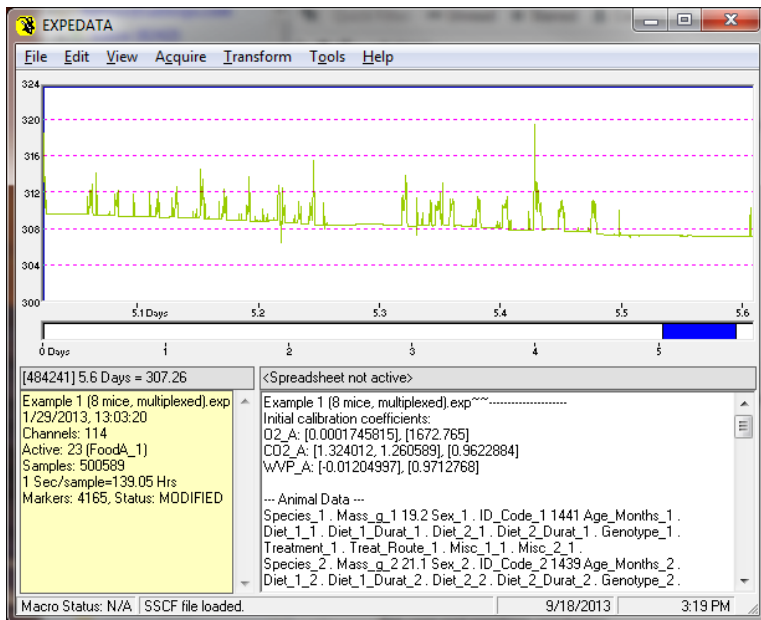 EXPEDATA
File Edit View Acquire Transform Tools Help
324
320
316
312
308
304
300
5.1 Days 5.2 5.3 5.4 5.5 5.6
0 Days 1 2 3 4 5
[484241] 5.6 Days = 307.26
<Spreadsheet not active>
Example 1 (8 mice, multiplexed).exp
1/29/2013, 13:03:20
Channels: 114
Active: 23 (FoodA_1)
Samples: 500589
1 Sec/sample=139.05 Hrs
Markers: 4165, Status: MODIFIED
Example 1 (8 mice, multiplexed).exp~~--------------------
Initial calibration coefficients:
O2_A: [0.0001745815], [1672.765]
CO2_A: [1.324012, 1.260589], [0.9622884]
WVP_A: [-0.01204997], [0.9712768]
--- Animal Data ---
Species_1 . Mass_g_1 19.2 Sex_1 . ID_Code_1 1441 Age_Months_1 .
Diet_1_1 . Diet_1_Durat_1 . Diet_2_1 . Diet_2_Durat_1 . Genotype_1 .
Treatment_1 . Treat_Route_1 . Misc_1_1 . Misc_2_1 .
Species_2 . Mass_g_2 21.1 Sex_2 . ID_Code_2 1439 Age_Months_2 .
Diet_1_2 . Diet_1_Durat_2 . Diet_2_2 . Diet_2_Durat_2 . Genotype_2 .
Macro Status: N/A SSCF file loaded. 9/18/2013 3:19 PM